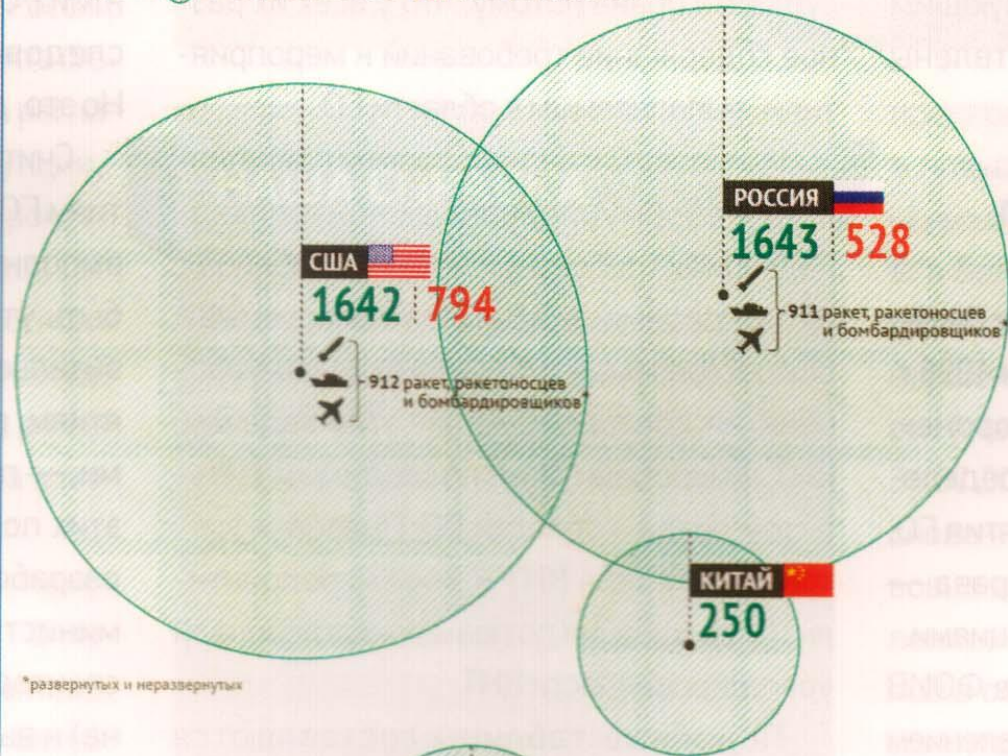 США
1642 794
912 ракет, ракетоносцев
и бомбардировщиков*
РОССИЯ
1643 528
911 ракет, ракетоносцев
и бомбардировщиков*
КИТАЙ
250
*развернутых и неразвернутых